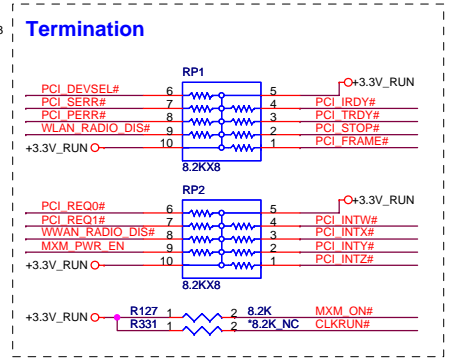 3
Termination
RP1
+3.3V_RUN
PCI_DEVSEL# 6 5
PCI_SERR# 7 4 PCI_IRDY#
PCI_PERR# 8 3 PCI_TRDY#
WLAN_RADIO_DIS# 9 2 PCI_STOP#
+3.3V_RUN 10 1 PCI_FRAME#
8.2KX8
RP2
+3.3V_RUN
PCI_REQ0# 6 5
PCI_REQ1# 7 4 PCI_INTW#
WWAN_RADIO_DIS# 8 3 PCI_INTX#
MXM_PWR_EN 9 2 PCI_INTY#
+3.3V_RUN 10 1 PCI_INTZ#
8.2KX8
+3.3V_RUN R127 1 2 8.2K MXM_ON#
R331 1 2 *8.2K_NC CLKRUN#